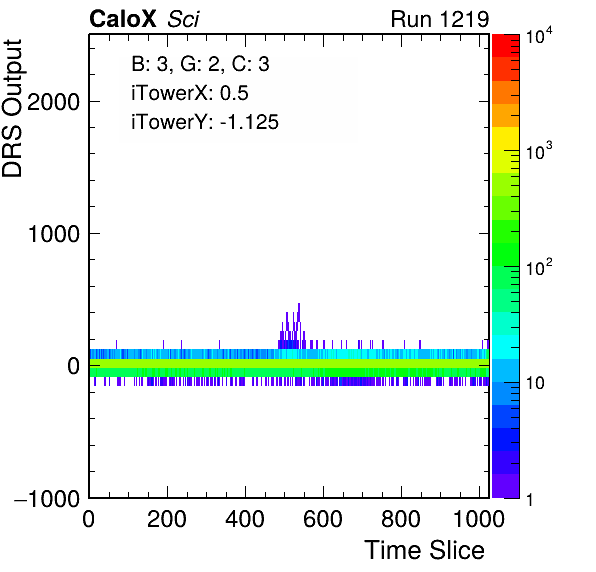 CaloX Sci Run 1219
B: 3, G: 2, C: 3
iTowerX: 0.5
iTowerY: -1.125
DRS Output
2000
1000
0
−1000
0 200 400 600 800 1000
Time Slice
10^4
10^3
10^2
10
1